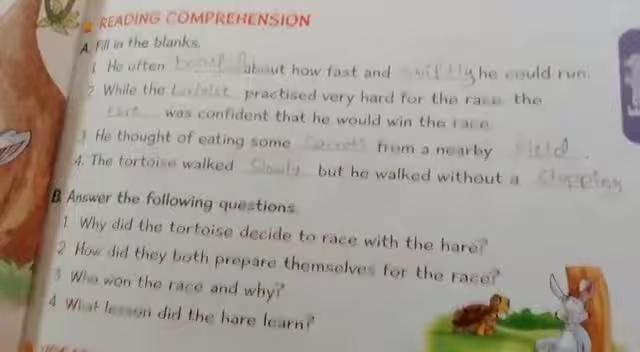 READING COMPREHENSION
A. Fill in the blanks.
1 He often about how fast and swiftly he could run.
2 While the practised very hard for the race the
was confident that he would win the race
3 He thought of eating some Carrots from a nearby field.
4. The tortoise walked Slowly but he walked without a Stopping
B. Answer the following questions
1 Why did the tortoise decide to race with the hare?
2 How did they both prepare themselves for the race?
3 Who won the race and why?
4 What lesson did the hare learn?